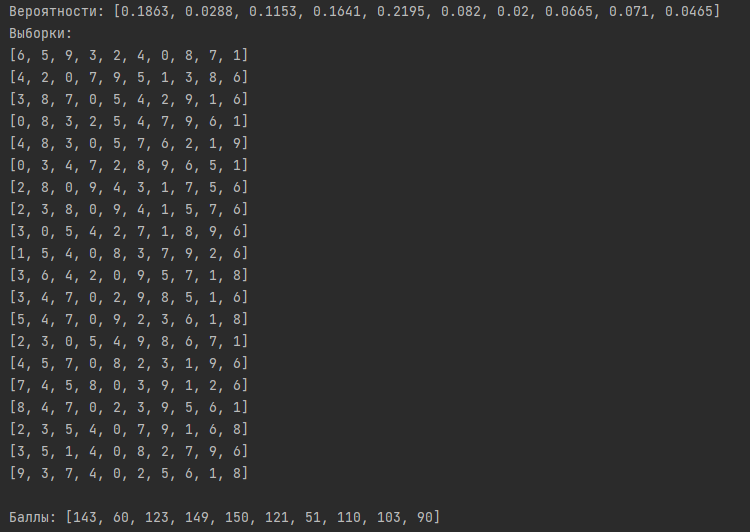 Вероятности: [0.1863, 0.0288, 0.1153, 0.1641, 0.2195, 0.082, 0.02, 0.0665, 0.071, 0.0465]
Выборки:
[6, 5, 9, 3, 2, 4, 0, 8, 7, 1]
[4, 2, 0, 7, 9, 5, 1, 3, 8, 6]
[3, 8, 7, 0, 5, 4, 2, 9, 1, 6]
[0, 8, 3, 2, 5, 4, 7, 9, 6, 1]
[4, 8, 3, 0, 5, 7, 6, 2, 1, 9]
[0, 3, 4, 7, 2, 8, 9, 6, 5, 1]
[2, 8, 0, 9, 4, 3, 1, 7, 5, 6]
[2, 3, 8, 0, 9, 4, 1, 5, 7, 6]
[3, 0, 5, 4, 2, 7, 1, 8, 9, 6]
[1, 5, 4, 0, 8, 3, 7, 9, 2, 6]
[3, 6, 4, 2, 0, 9, 5, 7, 1, 8]
[3, 4, 7, 0, 2, 9, 8, 5, 1, 6]
[5, 4, 7, 0, 9, 2, 3, 6, 1, 8]
[2, 3, 0, 5, 4, 9, 8, 6, 7, 1]
[4, 5, 7, 0, 8, 2, 3, 1, 9, 6]
[7, 4, 5, 8, 0, 3, 9, 1, 2, 6]
[8, 4, 7, 0, 2, 3, 9, 5, 6, 1]
[2, 3, 5, 4, 0, 7, 9, 1, 6, 8]
[3, 5, 1, 4, 0, 8, 2, 7, 9, 6]
[9, 3, 7, 4, 0, 2, 5, 6, 1, 8]
Баллы: [143, 60, 123, 149, 150, 121, 51, 110, 103, 90]